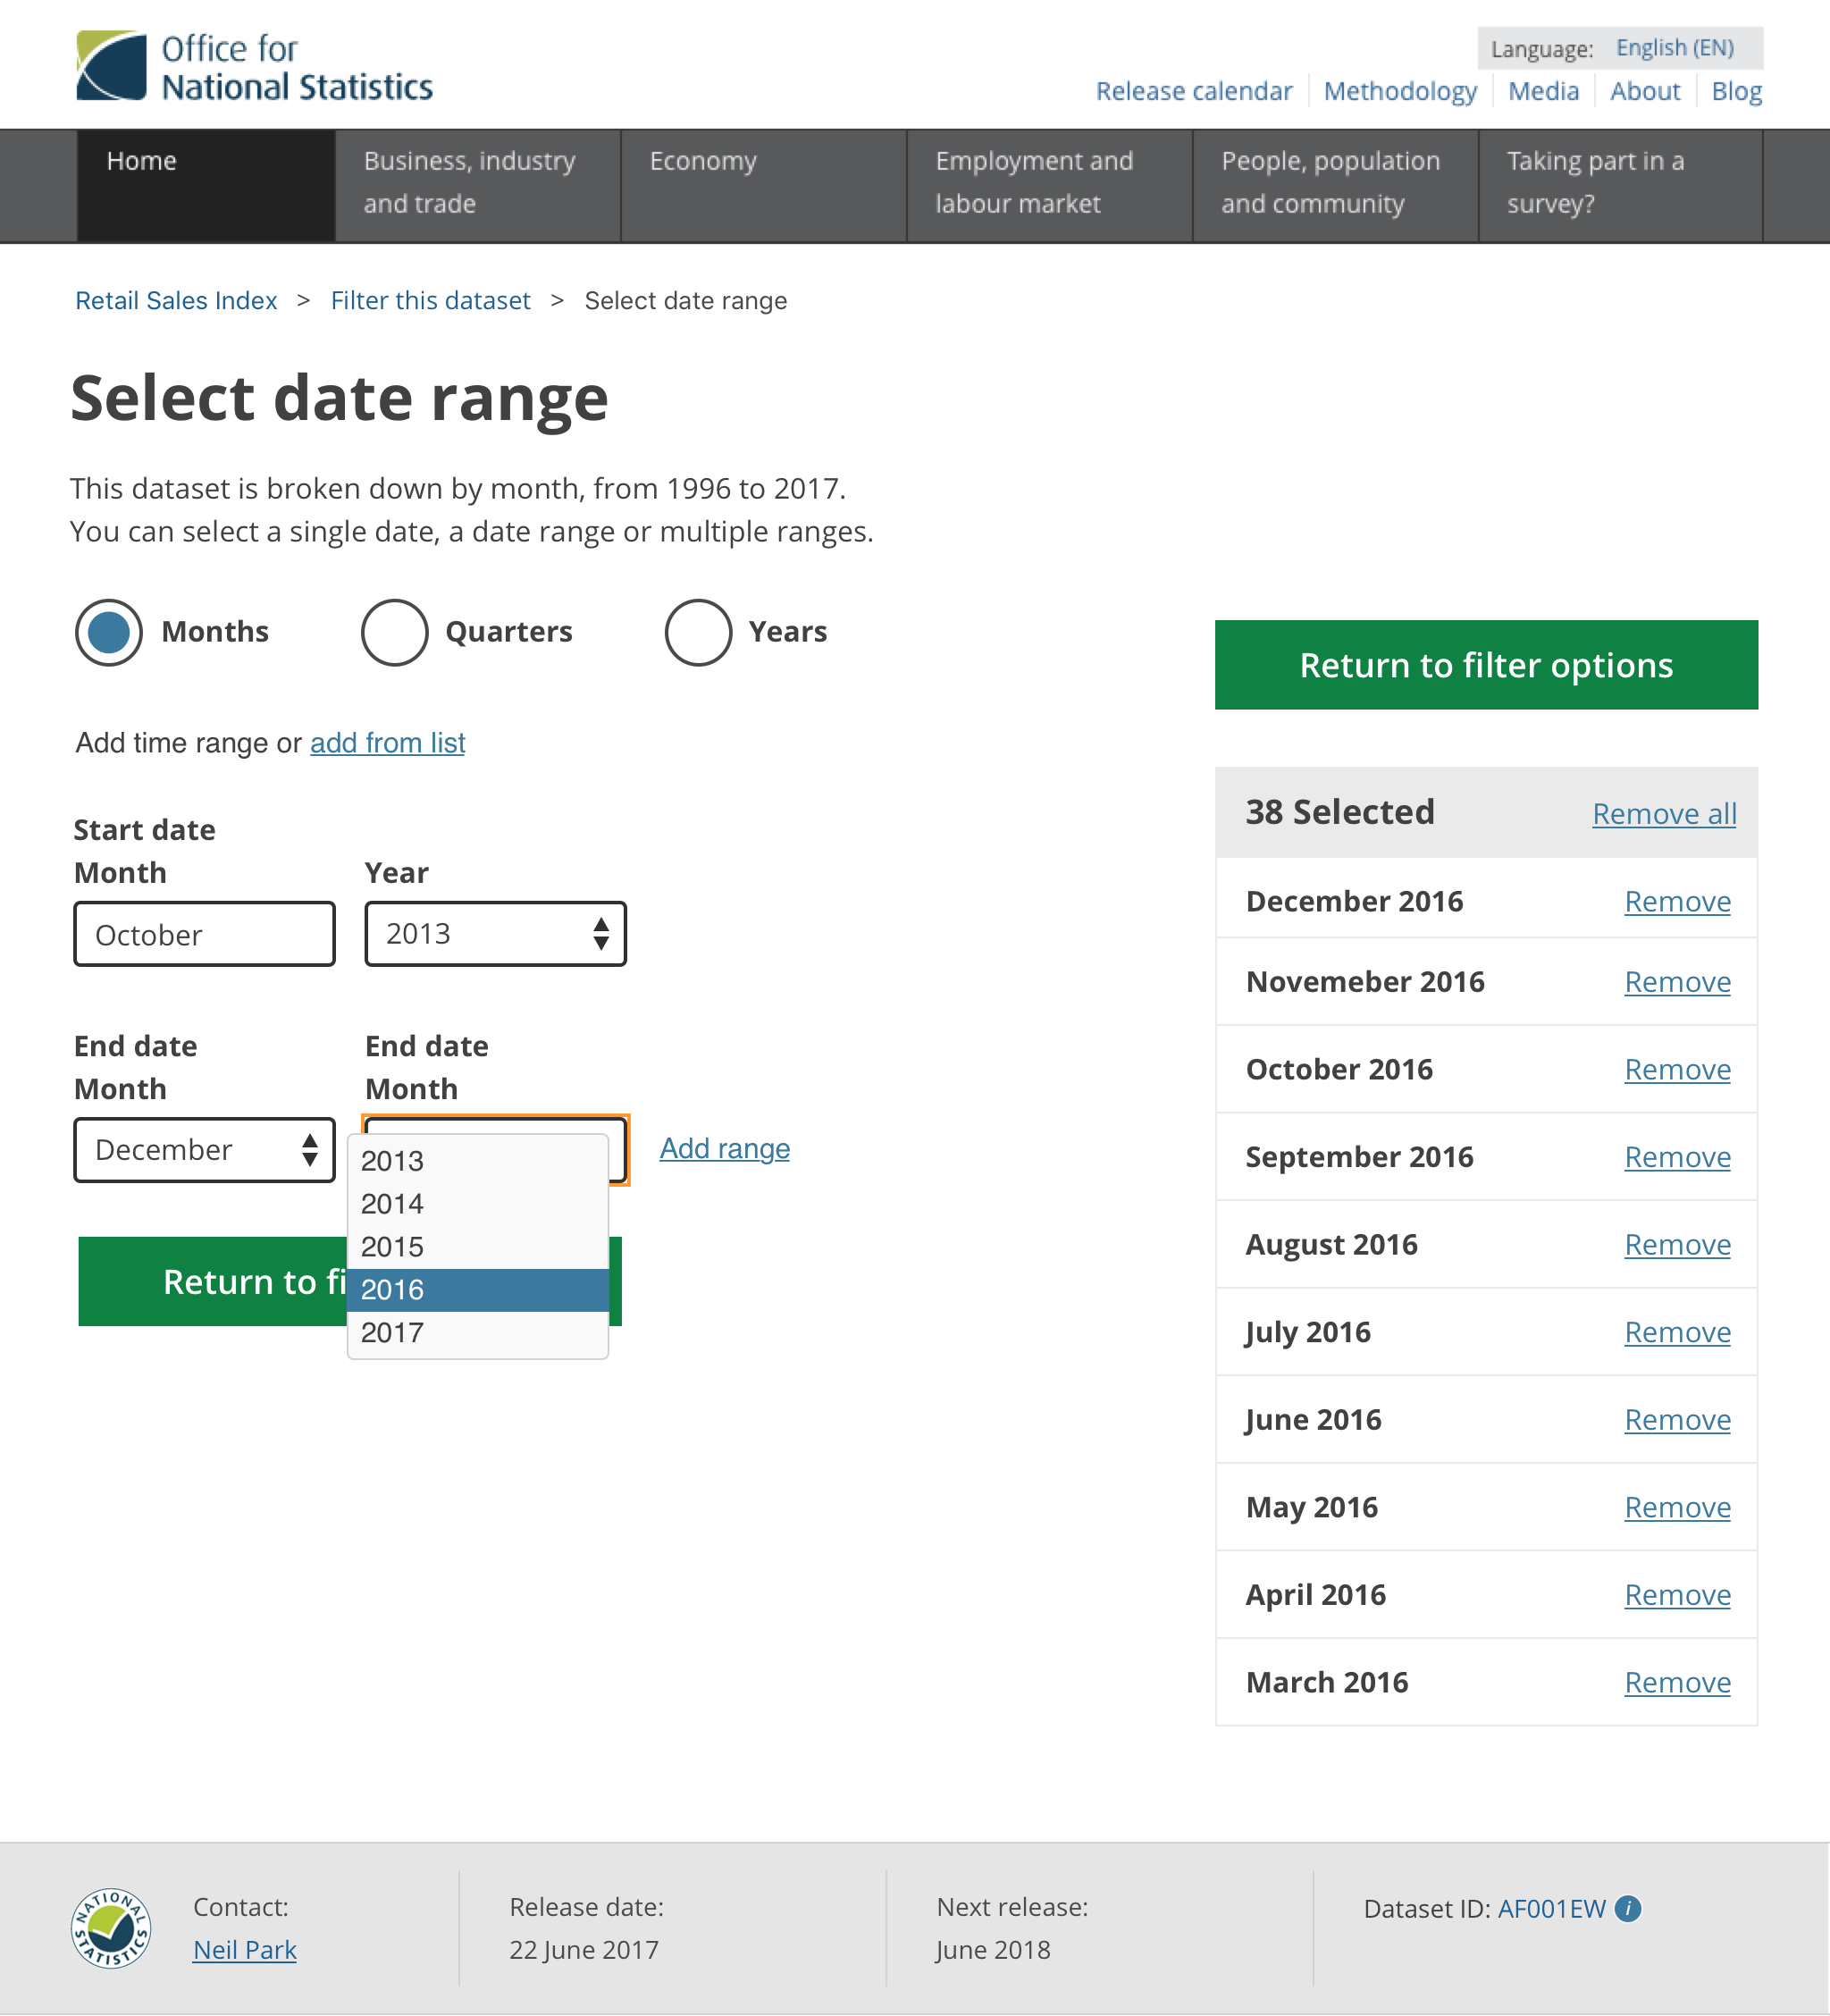 Office for
National Statistics
Language: English (EN)
Release calendar Methodology Media About Blog
Home
Business, industry
and trade
Economy
Employment and
labour market
People, population
and community
Taking part in a
survey?
Retail Sales Index > Filter this dataset > Select date range
Select date range
This dataset is broken down by month, from 1996 to 2017.
You can select a single date, a date range or multiple ranges.
Months Quarters Years
Add time range or add from list
Start date
Month Year
October 2013
End date End date
Month Month
December
2013
2014
2015
2016
2017
Add range
Return to fi
Return to filter options
38 Selected Remove all
December 2016 Remove
Novemeber 2016 Remove
October 2016 Remove
September 2016 Remove
August 2016 Remove
July 2016 Remove
June 2016 Remove
May 2016 Remove
April 2016 Remove
March 2016 Remove
NATIONAL STATISTICS
Contact:
Neil Park
Release date:
22 June 2017
Next release:
June 2018
Dataset ID: AF001EW i